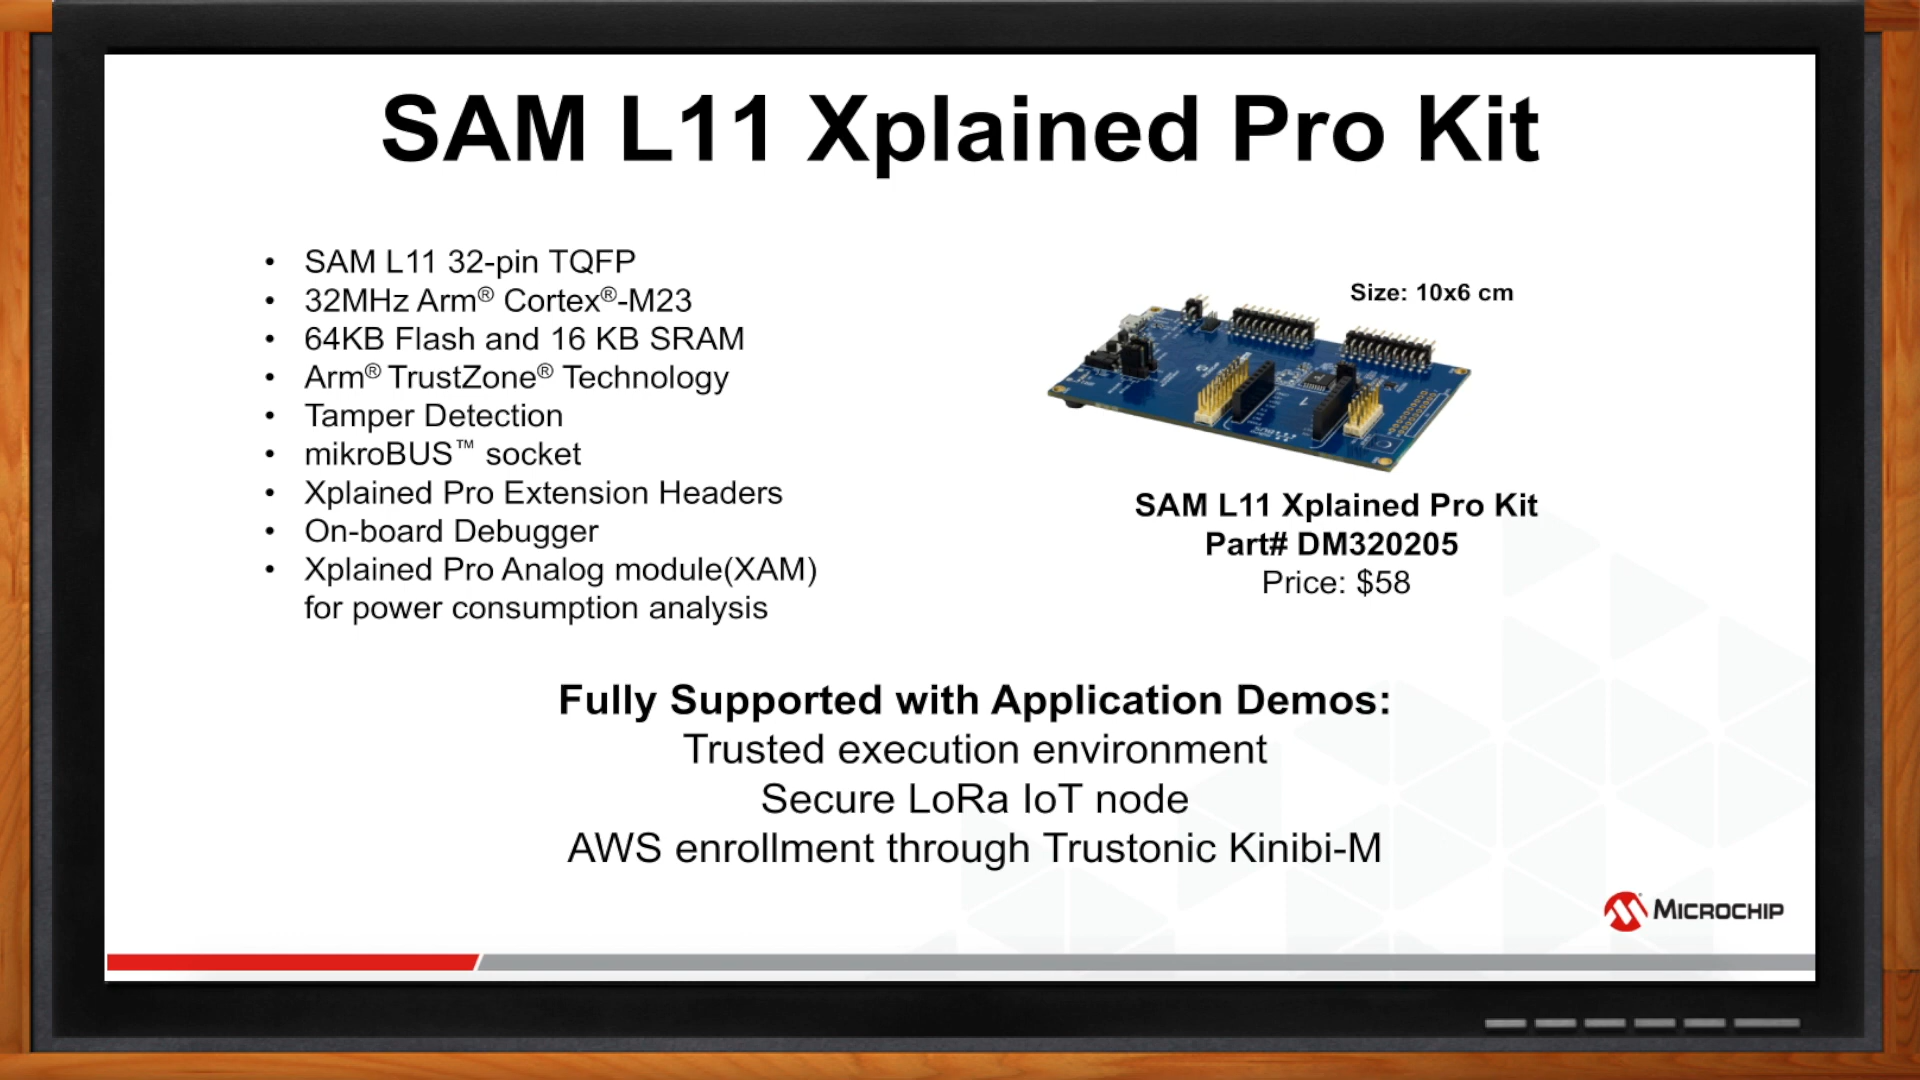 SAM L11 Xplained Pro Kit
• SAM L11 32-pin TQFP
• 32MHz Arm® Cortex®-M23
• 64KB Flash and 16 KB SRAM
• Arm® TrustZone® Technology
• Tamper Detection
• mikroBUS™ socket
• Xplained Pro Extension Headers
• On-board Debugger
• Xplained Pro Analog module(XAM)
for power consumption analysis
Size: 10x6 cm
SAM L11 Xplained Pro Kit
Part# DM320205
Price: $58
Fully Supported with Application Demos:
Trusted execution environment
Secure LoRa IoT node
AWS enrollment through Trustonic Kinibi-M
MICROCHIP